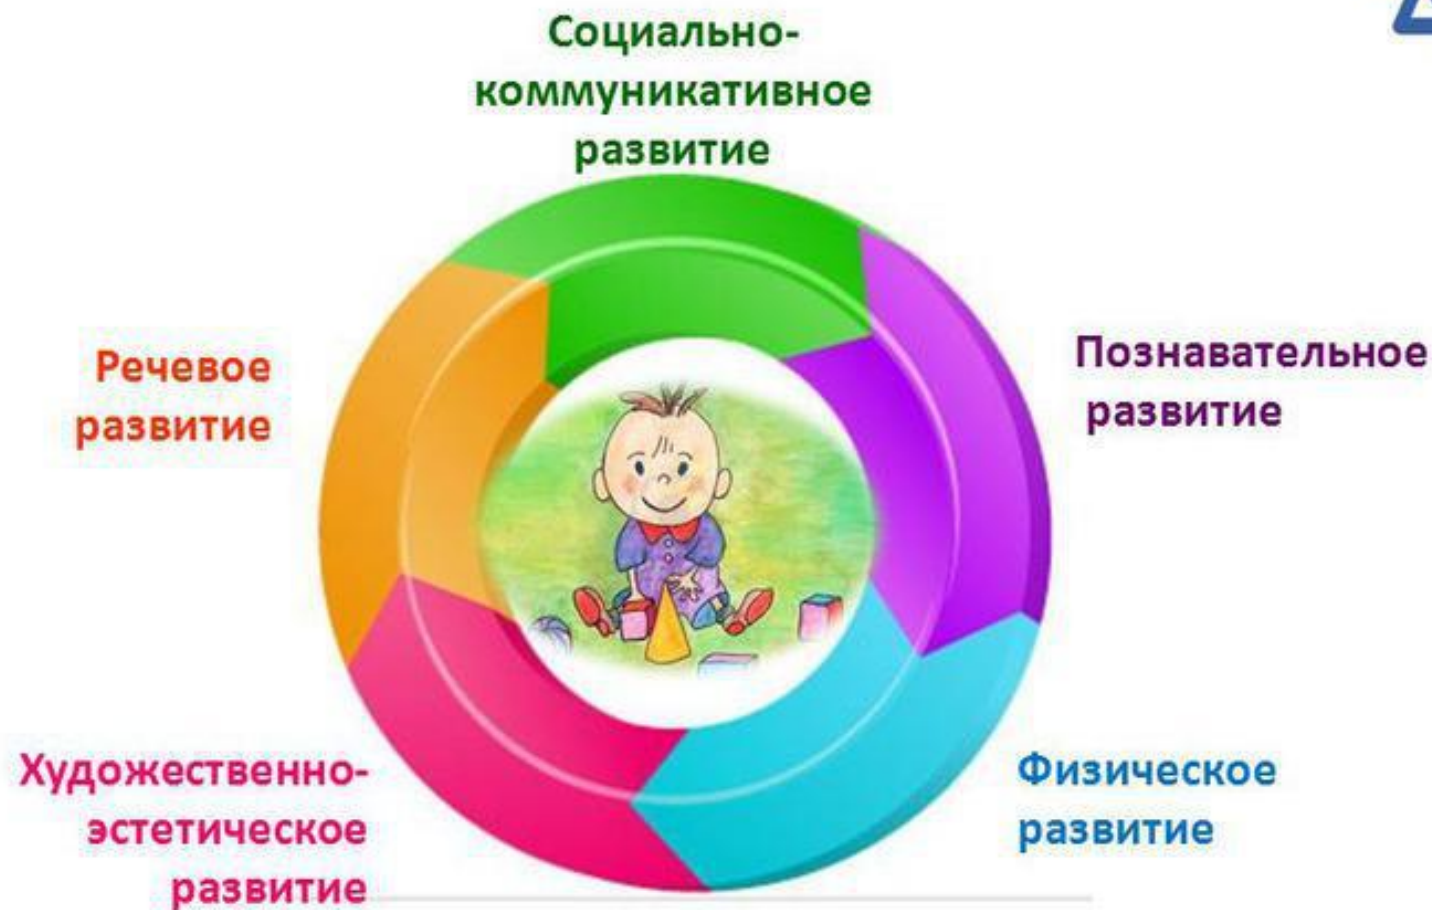 Социально-
коммуникативное
развитие
Речевое
развитие
Познавательное
развитие
Художественно-
эстетическое
развитие
Физическое
развитие